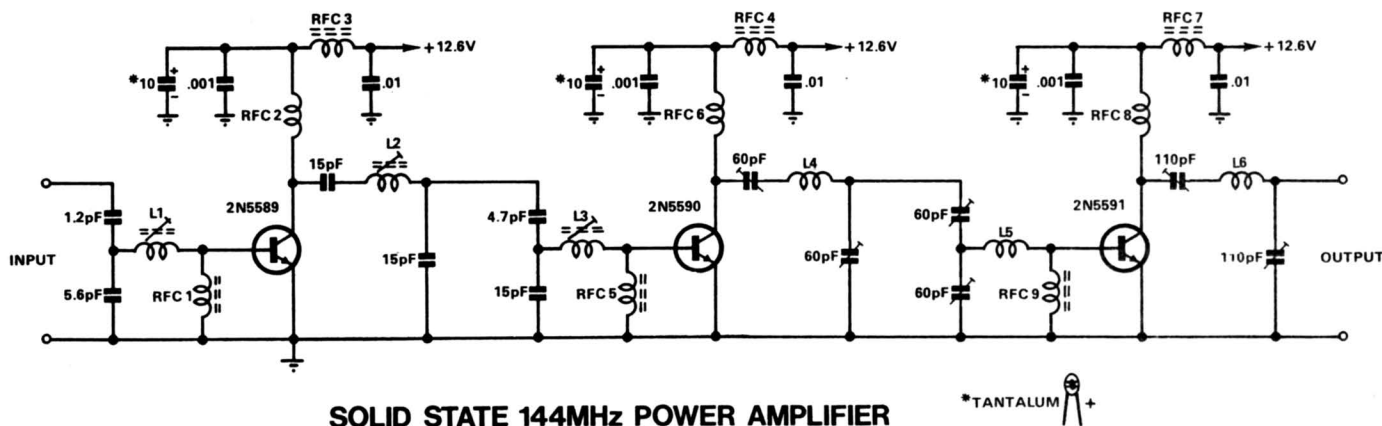 RFC 3
RFC 4
RFC 7
+ 12.6V
+ 12.6V
+ 12.6V
*10
+
-
.001
.01
*10
+
-
.001
.01
*10
+
-
.001
.01
RFC 2
RFC 6
RFC 8
15pF
L2
60pF
L4
110pF
L6
1.2pF
L1
2N5589
4.7pF
L3
2N5590
60pF
L5
2N5591
INPUT
5.6pF
RFC 1
15pF
15pF
RFC 5
60pF
60pF
RFC 9
110pF
OUTPUT
SOLID STATE 144MHz POWER AMPLIFIER
*TANTALUM +